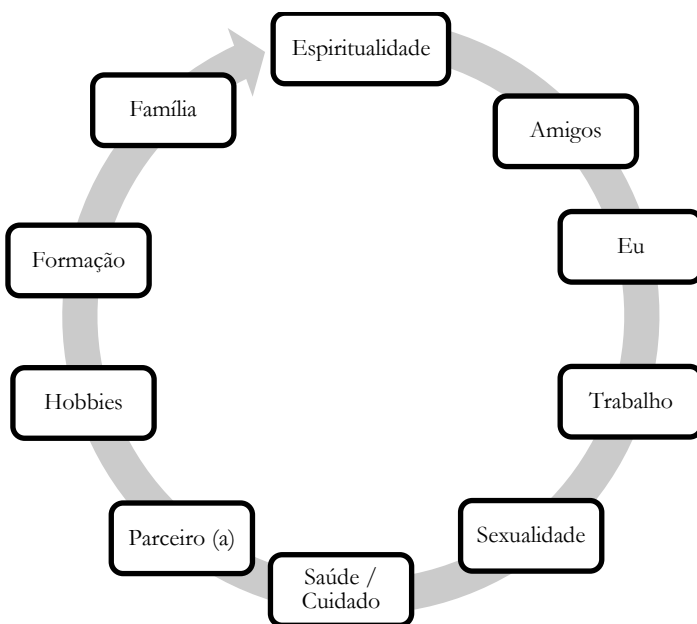 Espiritualidade
Amigos
Eu
Trabalho
Sexualidade
Saúde /
Cuidado
Parceiro (a)
Hobbies
Formação
Família